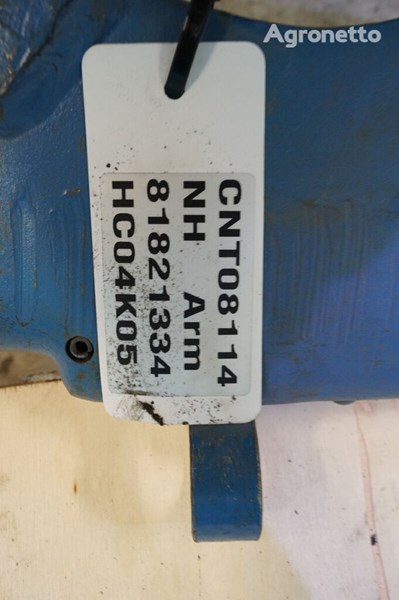 Agronetto
CNT08114
NH Arm
81821334
HC04K05